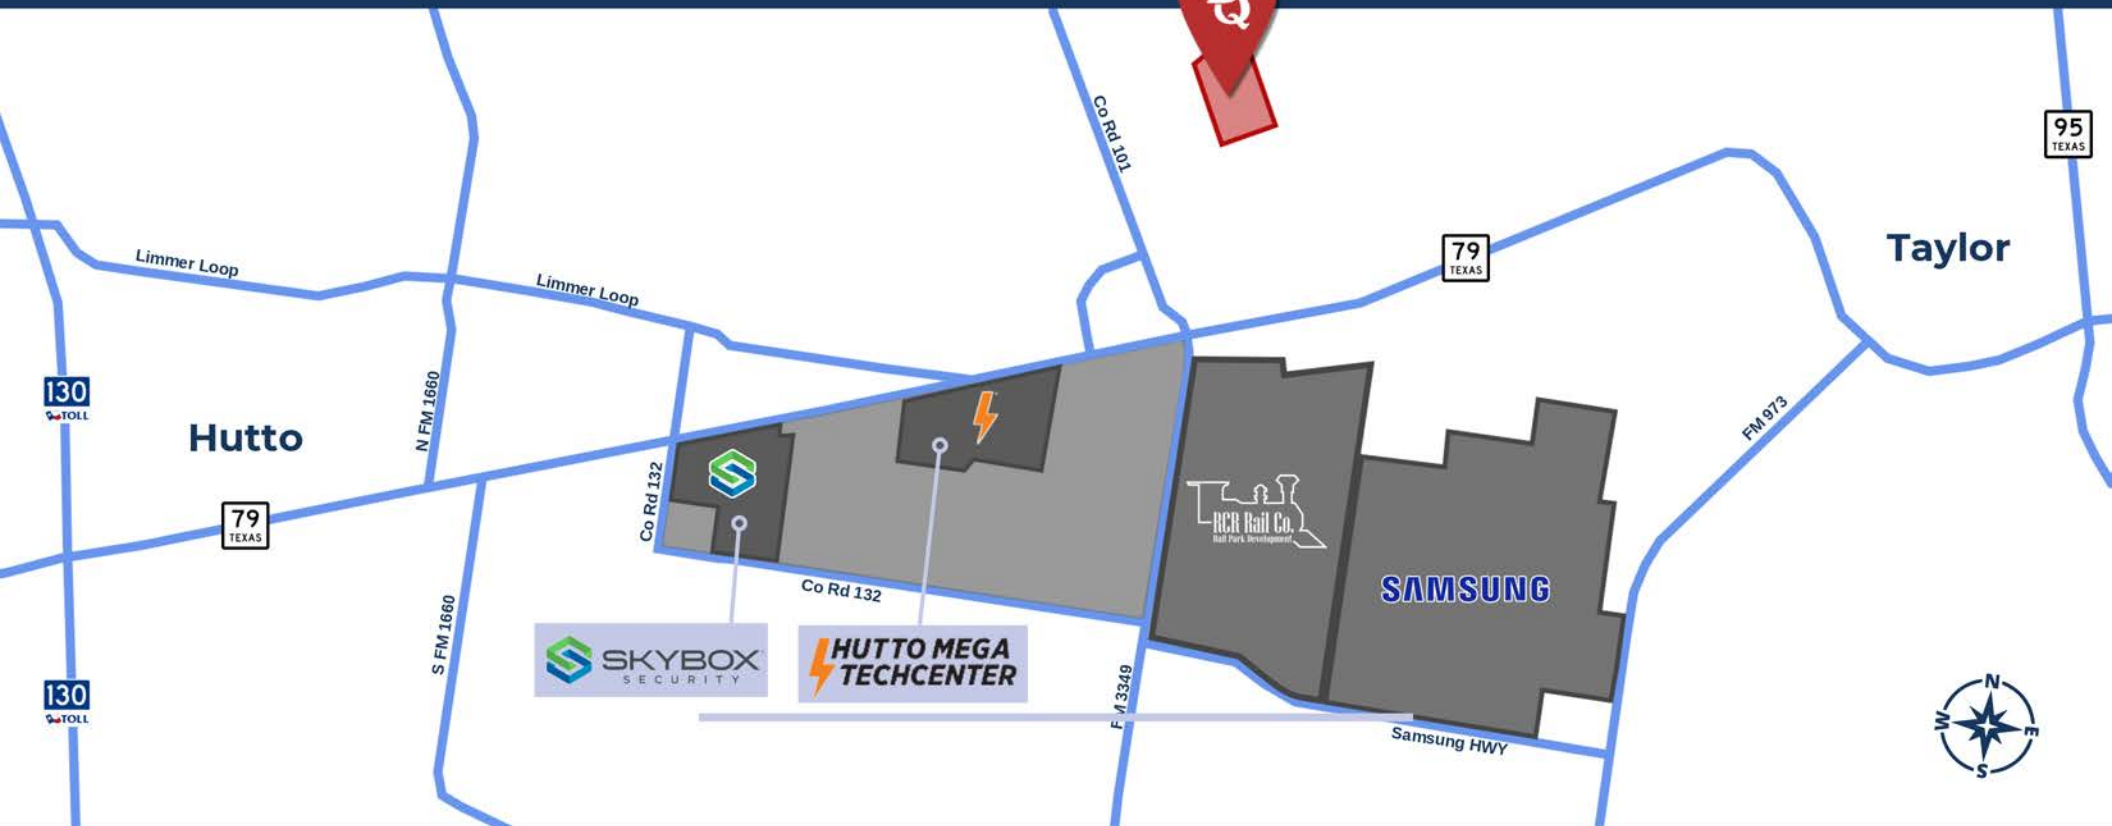 Q
Co Rd 101
95
TEXAS
79
TEXAS
Taylor
Limmer Loop
Limmer Loop
130
TOLL
N FM 1660
Hutto
FM 973
79
TEXAS
Co Rd 132
RCR Rail Co.
Rail Park Development
SAMSUNG
Co Rd 132
S FM 1660
SKYBOX
SECURITY
HUTTO MEGA
TECHCENTER
FM 3349
130
TOLL
Samsung HWY
N
W
E
S